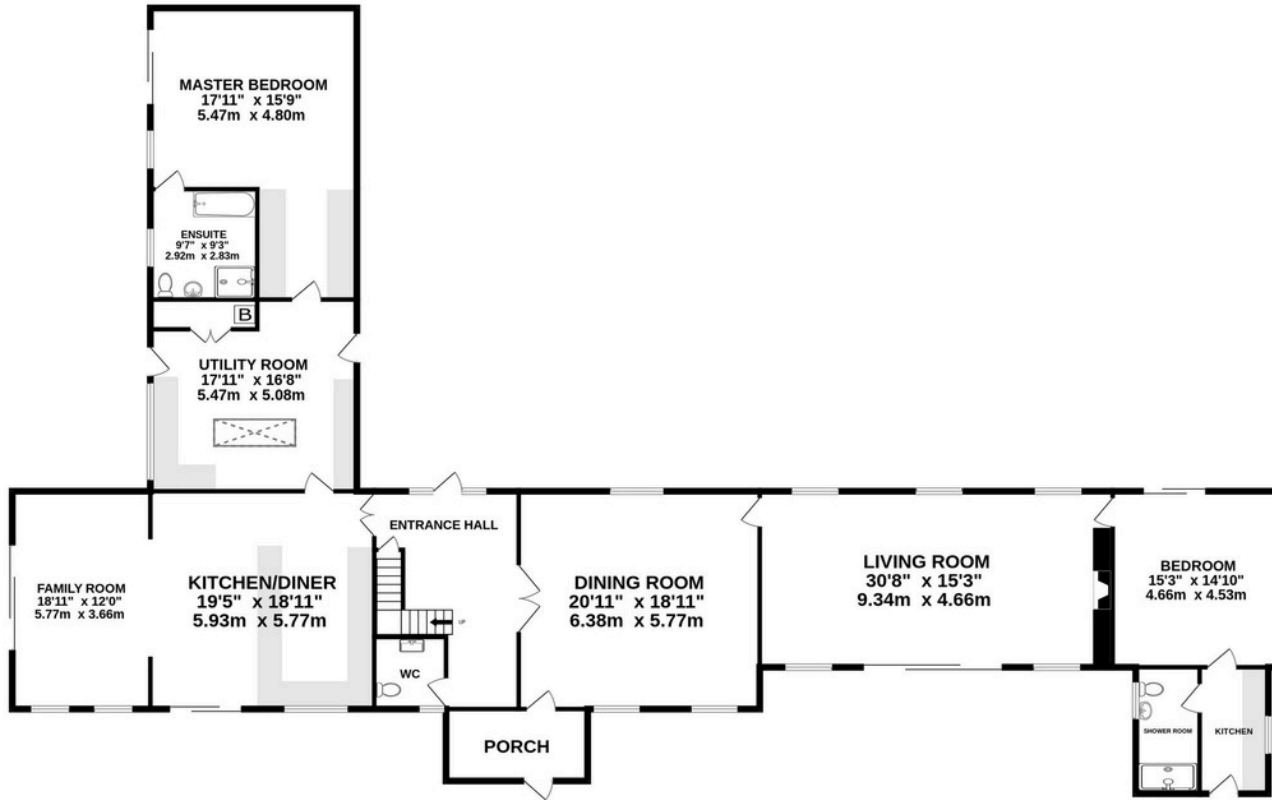 MASTER BEDROOM
17'11" x 15'9"
5.47m x 4.80m
ENSUITE
9'7" x 9'3"
2.92m x 2.83m
B
UTILITY ROOM
17'11" x 16'8"
5.47m x 5.08m
FAMILY ROOM
18'11" x 12'0"
5.77m x 3.66m
KITCHEN/DINER
19'5" x 18'11"
5.93m x 5.77m
ENTRANCE HALL
UP
WC
PORCH
DINING ROOM
20'11" x 18'11"
6.38m x 5.77m
LIVING ROOM
30'8" x 15'3"
9.34m x 4.66m
BEDROOM
15'3" x 14'10"
4.66m x 4.53m
SHOWER ROOM
KITCHEN